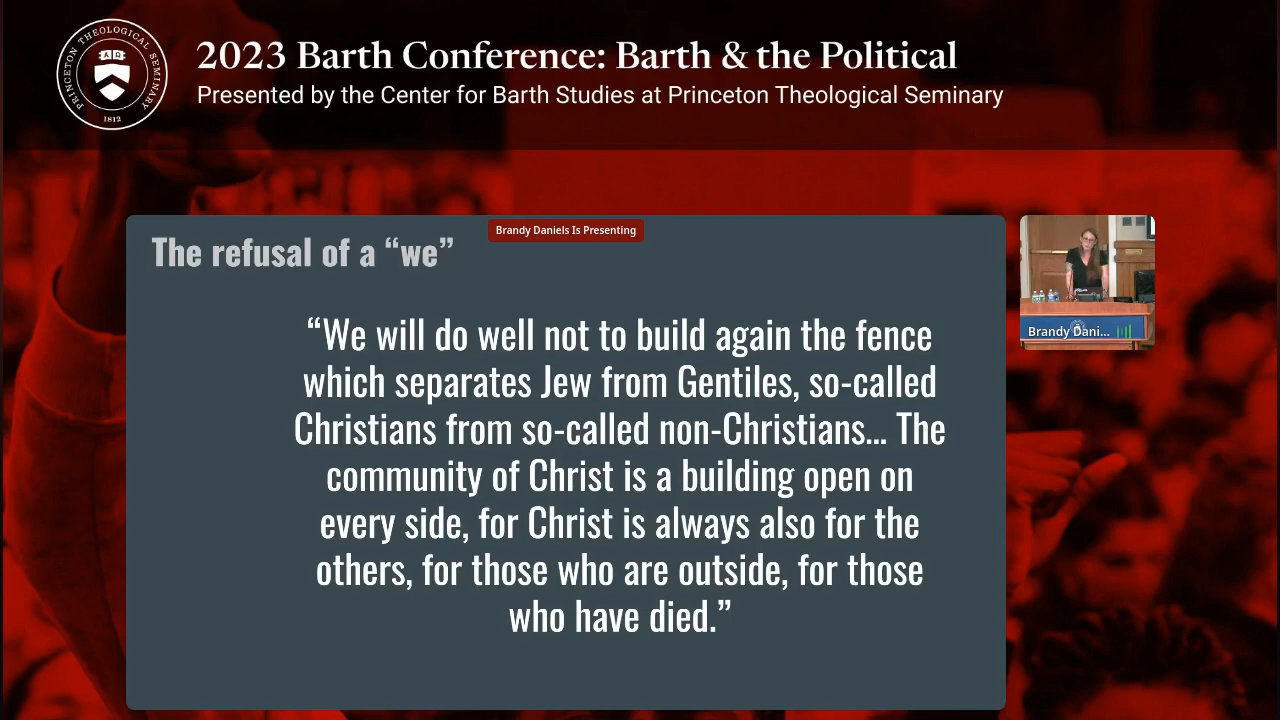 PRINCETON THEOLOGICAL SEMINARY
1812
2023 Barth Conference: Barth & the Political
Presented by the Center for Barth Studies at Princeton Theological Seminary
Brandy Daniels Is Presenting
The refusal of a “we”
“We will do well not to build again the fence
which separates Jew from Gentiles, so-called
Christians from so-called non-Christians... The
community of Christ is a building open on
every side, for Christ is always also for the
others, for those who are outside, for those
who have died.”
Brandy Dani...